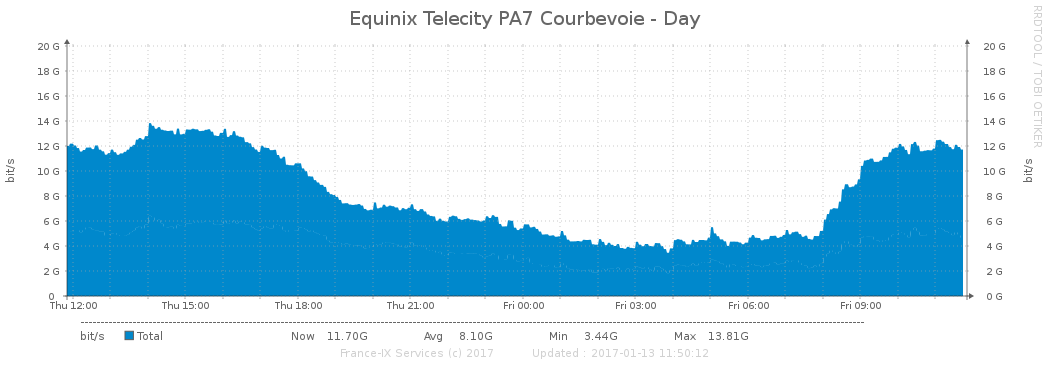 Equinix Telecity PA7 Courbevoie - Day
RRDTOOL / TOBI OETIKER
bit/s
20 G 20 G
18 G 18 G
16 G 16 G
14 G 14 G
12 G 12 G
10 G 10 G
8 G 8 G
6 G 6 G
4 G 4 G
2 G 2 G
0 0 G
bit/s
Thu 12:00 Thu 15:00 Thu 18:00 Thu 21:00 Fri 00:00 Fri 03:00 Fri 06:00 Fri 09:00
bit/s Total Now 11.70G Avg 8.10G Min 3.44G Max 13.81G
France-IX Services (c) 2017 Updated : 2017-01-13 11:50:12